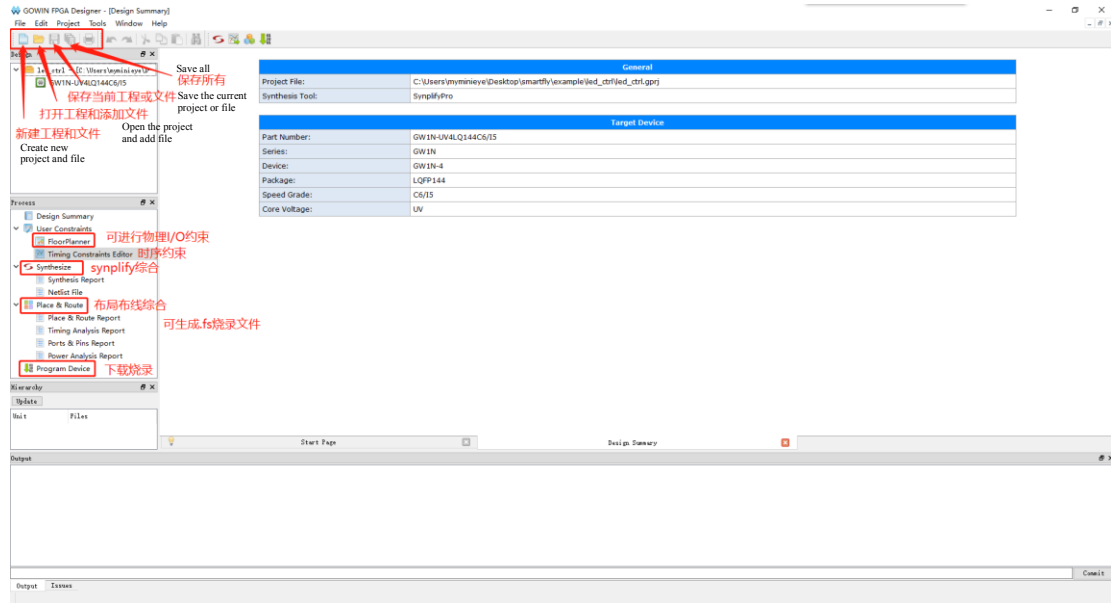 GOWIN FPGA Designer - [Design Summary]
File Edit Project Tools Window Help
Design
led_ctrl - [C:\Users\myminieye\D
GW1N-UV4LQ144C6/I5
Save all
保存所有
保存当前工程或文件
Save the current
project or file
打开工程和添加文件
Open the project
and add file
新建工程和文件
Create new
project and file
Process
Design Summary
User Constraints
FloorPlanner
可进行物理I/O约束
Timing Constraints Editor
时序约束
Synthesize
synplify综合
Synthesis Report
Netlist File
Place & Route
布局布线综合
Place & Route Report
可生成.fs烧录文件
Timing Analysis Report
Ports & Pins Report
Power Analysis Report
Program Device
下载烧录
Hierarchy
Update
Unit Files
General
Project File: C:\Users\myminieye\Desktop\smartfly\example\led_ctrl\led_ctrl.gprj
Synthesis Tool: SynplifyPro
Target Device
Part Number: GW1N-UV4LQ144C6/I5
Series: GW1N
Device: GW1N-4
Package: LQFP144
Speed Grade: C6/I5
Core Voltage: UV
Start Page
Design Summary
Output
Commit
Output Issues